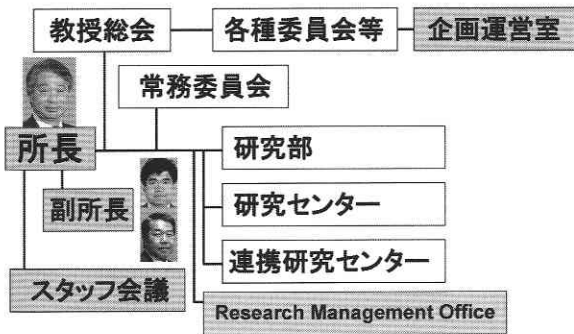 教授総会
各種委員会等
企画運営室
常務委員会
所長
研究部
副所長
研究センター
連携研究センター
スタッフ会議
Research Management Office